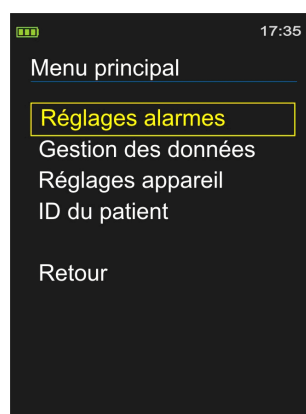 17:35
Menu principal
Réglages alarmes
Gestion des données
Réglages appareil
ID du patient
Retour